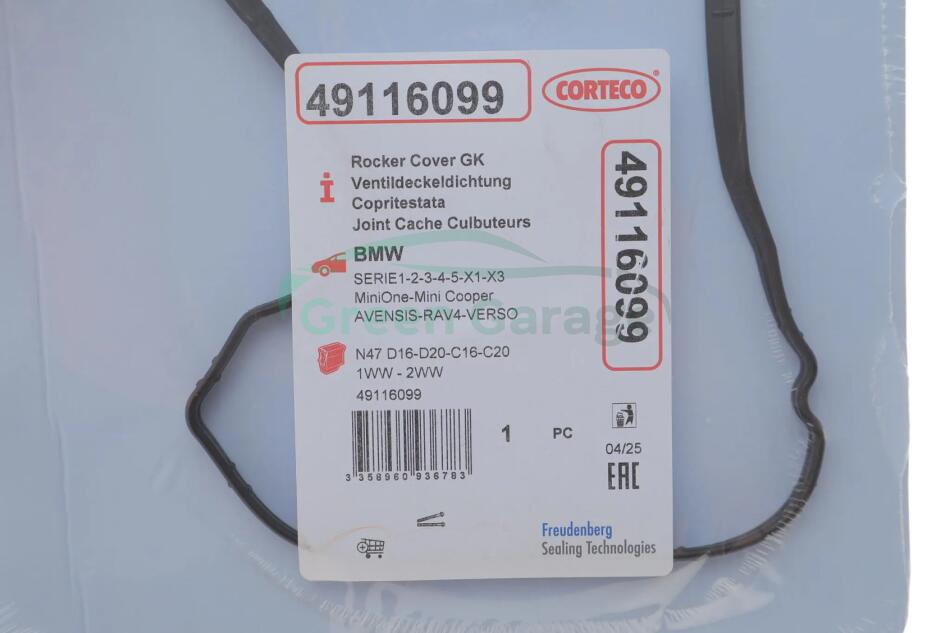 49116099
CORTECO®
49116099
Rocker Cover GK
Ventildeckeldichtung
Copritestata
Joint Cache Culbuteurs
BMW
SERIE1-2-3-4-5-X1-X3
MiniOne-Mini Cooper
AVENSIS-RAV4-VERSO
Green Garage
N47 D16-D20-C16-C20
1WW - 2WW
49116099
3 358960 936783
1 PC
04/25
EAC
Freudenberg
Sealing Technologies